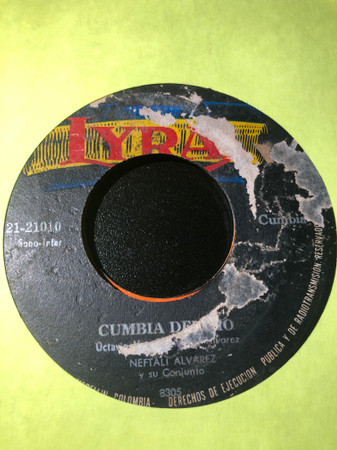 LYRA
21-21010
Sono-Inter
Cumbia
CUMBIA
NEFTALI ALVAREZ
y su Conjunto
8305
COLOMBIA. DERECHOS DE EJECUCION PUBLICA Y DE RADIOTRANSMISION RESERVADOS